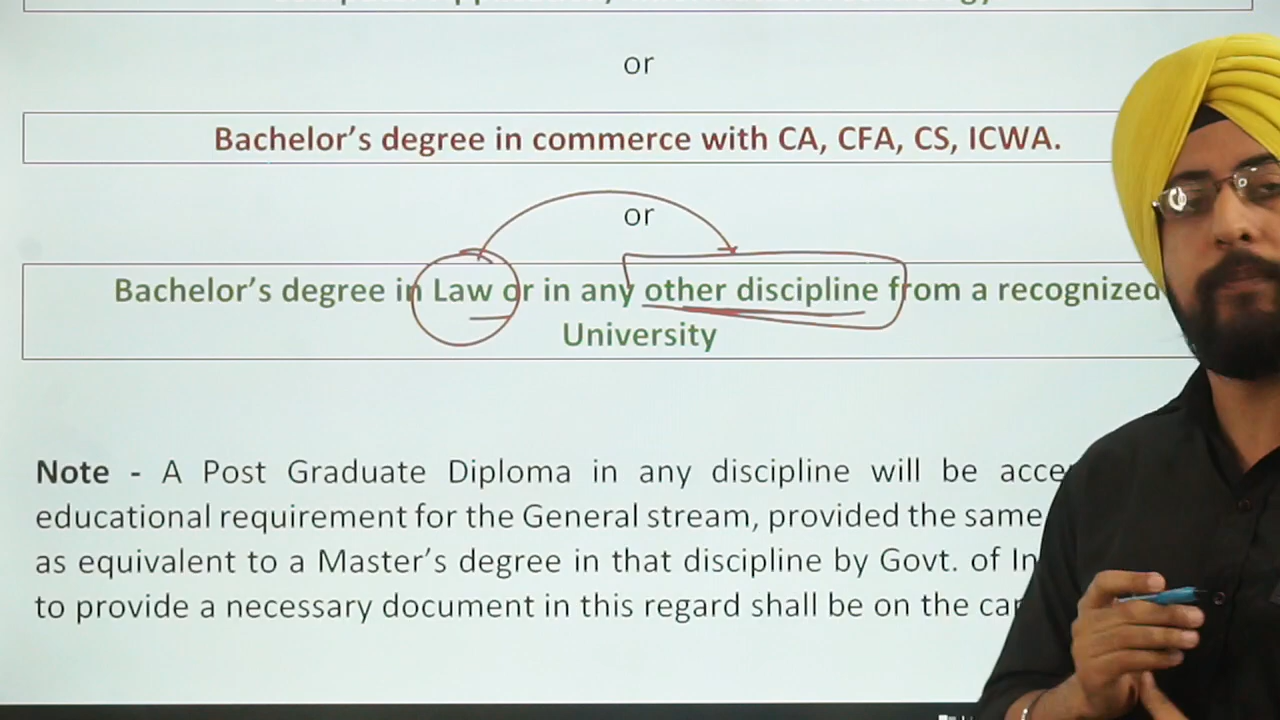 or
Bachelor's degree in commerce with CA, CFA, CS, ICWA.
or
Bachelor's degree in Law or in any other discipline from a recognized
University
Note - A Post Graduate Diploma in any discipline will be
educational requirement for the General stream, provided the same
as equivalent to a Master's degree in that discipline by Govt. of
to provide a necessary document in this regard shall be on the